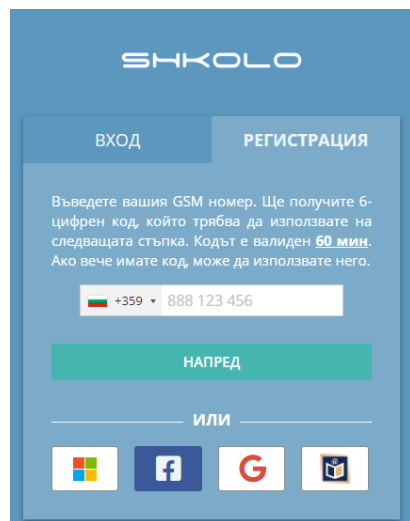 SHKOLO
ВХОД
РЕГИСТРАЦИЯ
Въведете вашия GSM номер. Ще получите 6-
цифрен код, който трябва да използвате на
следващата стъпка. Кодът е валиден 60 мин.
Ако вече имате код, може да използвате него.
+359 888 123 456
НАПРЕД
ИЛИ